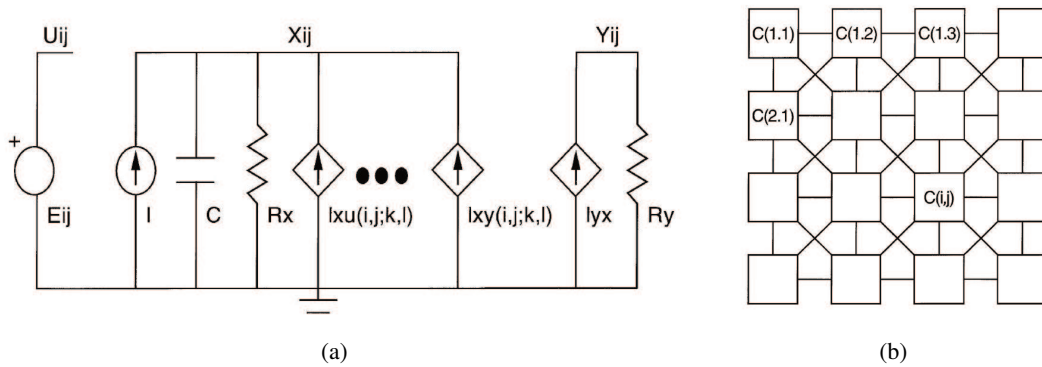 Uij
Xij
Yij
+
Eij
I
C
Rx
Ixu(i,j;k,l)
Ixy(i,j;k,l)
Iyx
Ry
(a)
C(1.1)
C(1.2)
C(1.3)
C(2.1)
C(i,j)
(b)